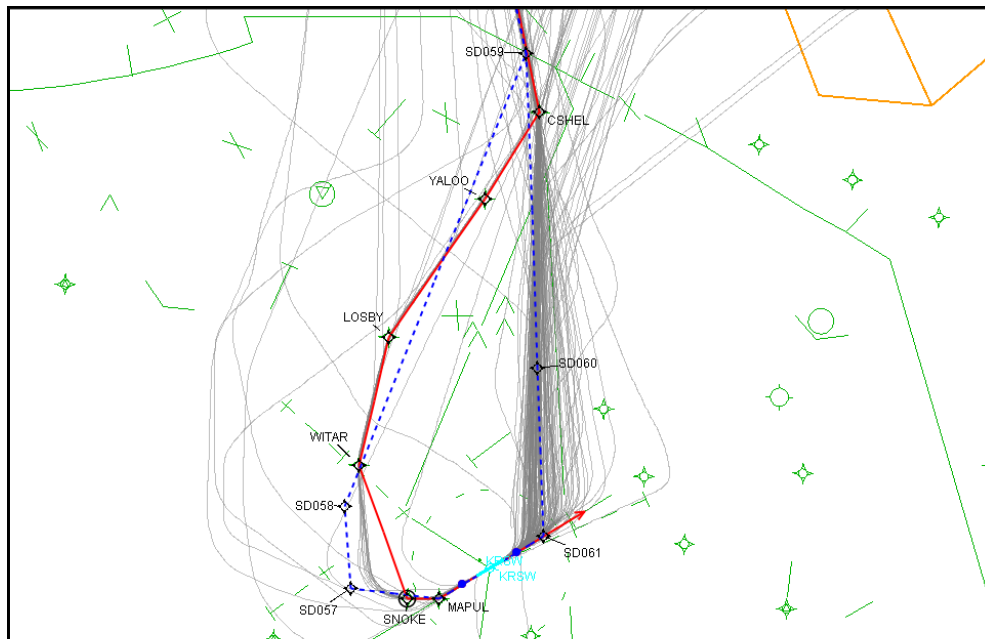 SD059
CSHEL
YALOO
LOSBY
SD060
WITAR
SD058
SD061
KRSW
KRSW
SD057
SNOKE
MAPUL